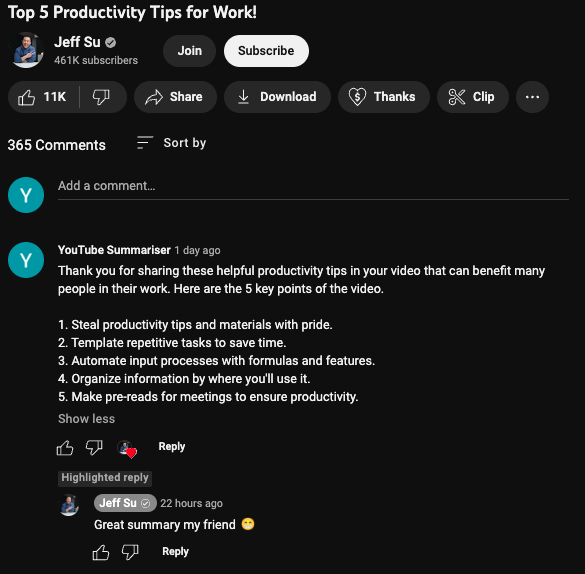 Top 5 Productivity Tips for Work!
Jeff Su
461K subscribers
Join
Subscribe
11K
Share
Download
Thanks
Clip
365 Comments
Sort by
Y
Add a comment...
Y
YouTube Summariser 1 day ago
Thank you for sharing these helpful productivity tips in your video that can benefit many
people in their work. Here are the 5 key points of the video.
1. Steal productivity tips and materials with pride.
2. Template repetitive tasks to save time.
3. Automate input processes with formulas and features.
4. Organize information by where you'll use it.
5. Make pre-reads for meetings to ensure productivity.
Show less
Reply
Highlighted reply
Jeff Su 22 hours ago
Great summary my friend 😁
Reply